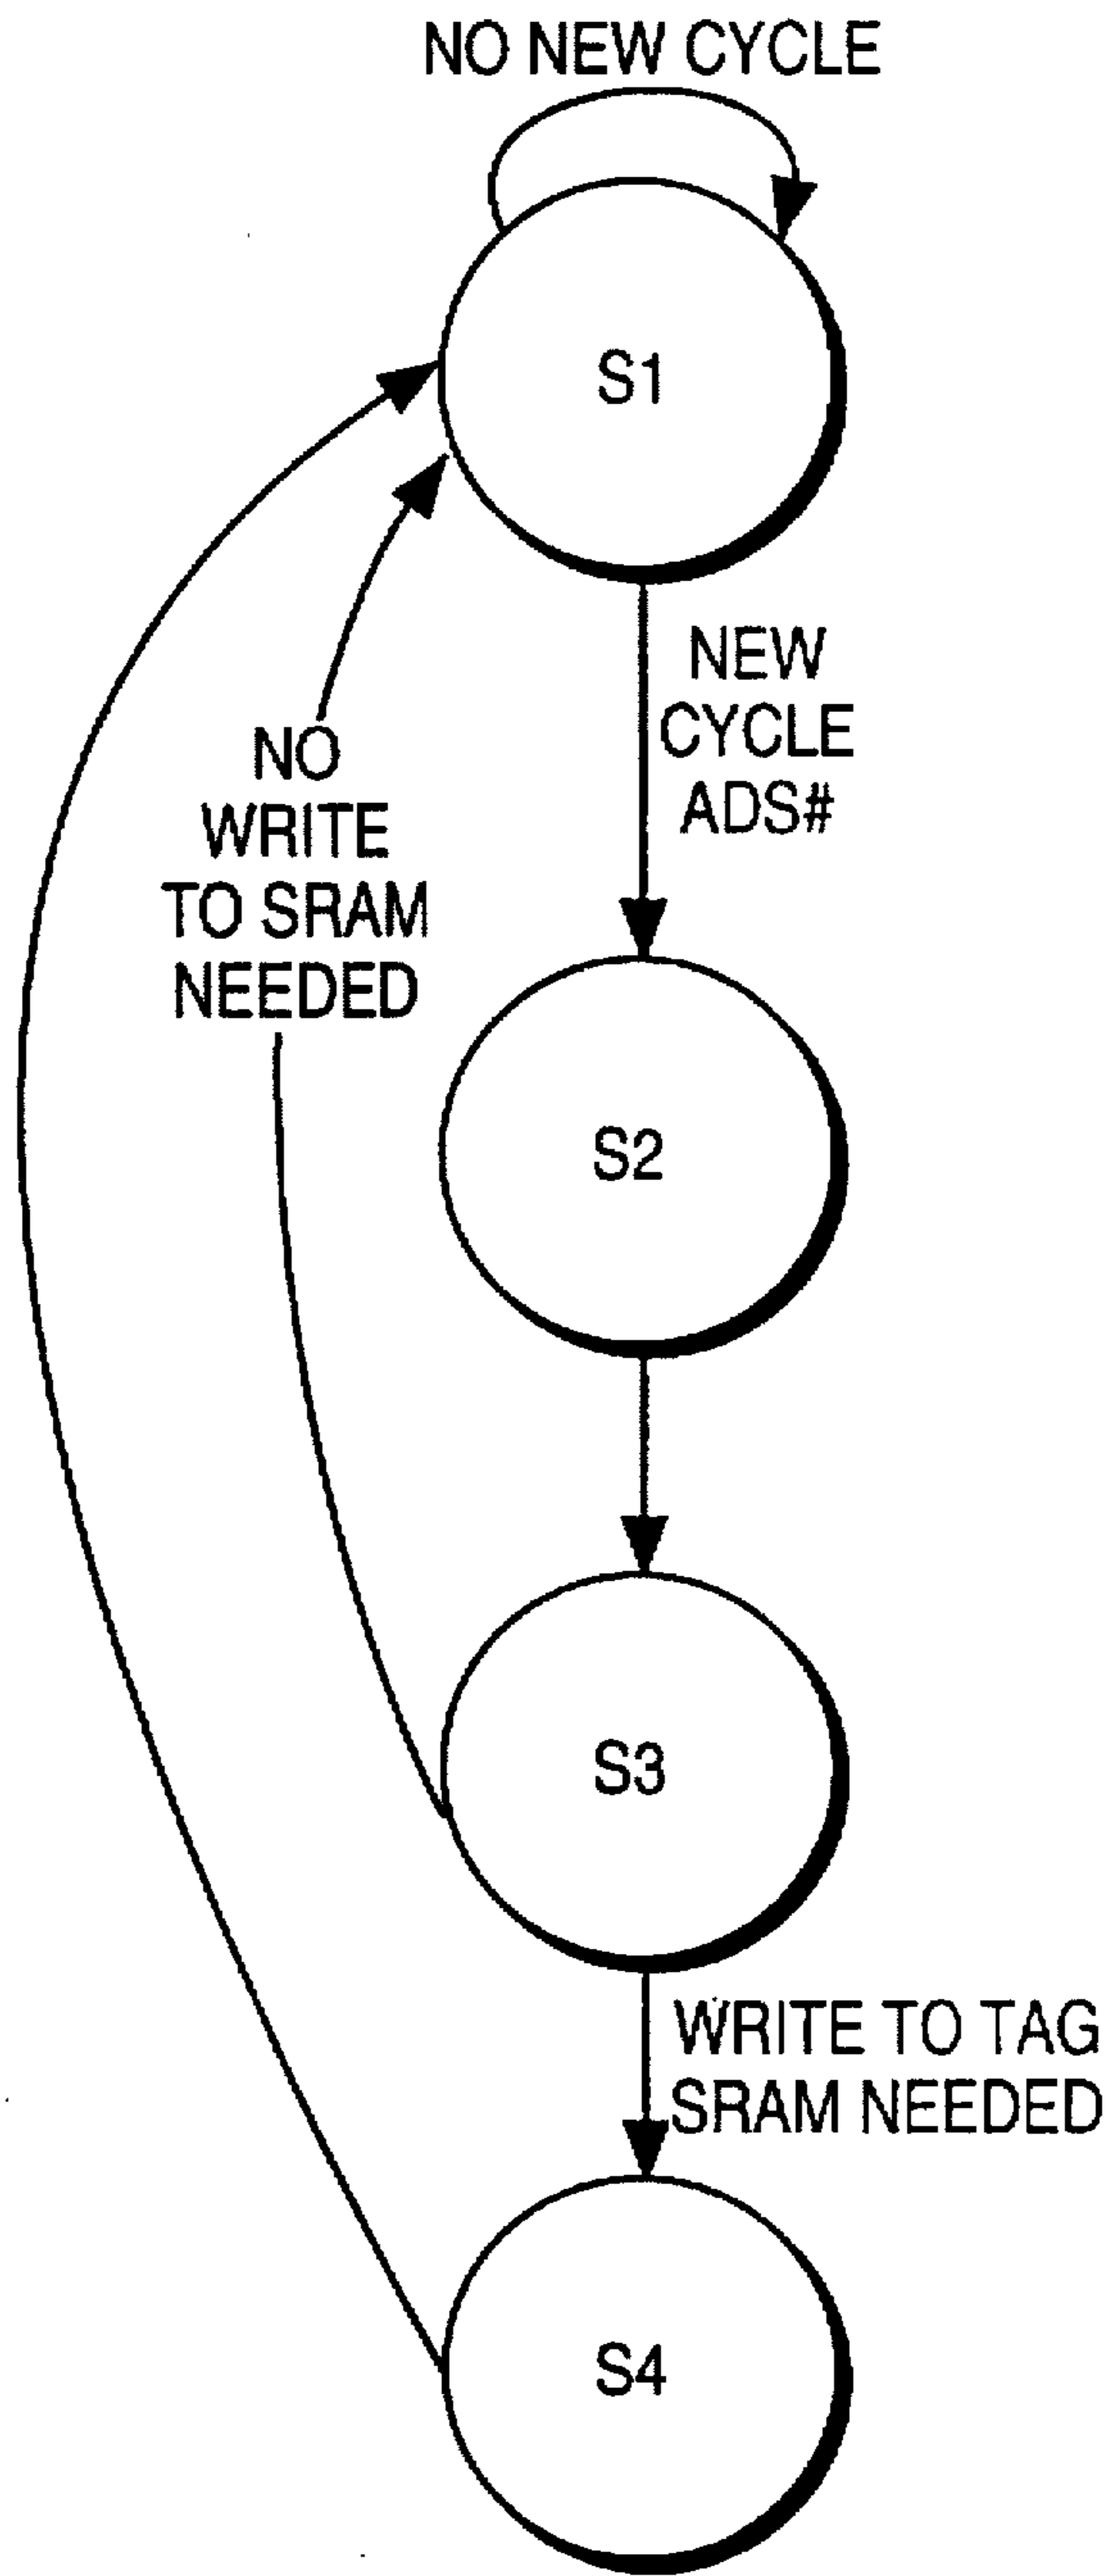 NO NEW CYCLE
S1
NEW
CYCLE
ADS#
NO
WRITE
TO SRAM
NEEDED
S2
S3
WRITE TO TAG
SRAM NEEDED
S4